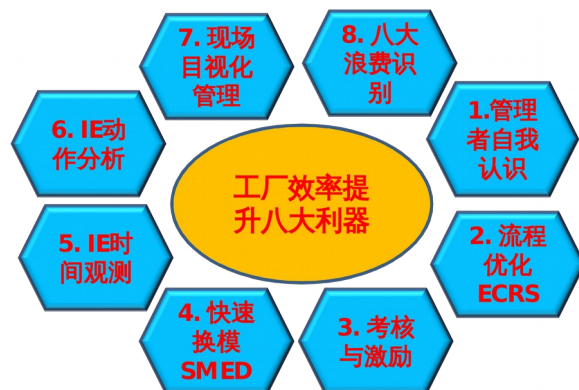 7. 现场
目视化
管理
8. 八大
浪费识
别
6. IE动
作分析
1.管理
者自我
认识
工厂效率提
升八大利器
5. IE时
间观测
2. 流程
优化
ECRS
4. 快速
换模
SMED
3. 考核
与激励